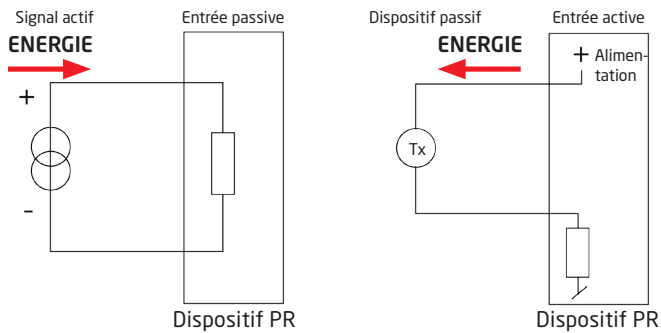 Signal actif
Entrée passive
ENERGIE
+
-
Dispositif PR
Dispositif passif
Entrée active
ENERGIE
+ Alimen-
tation
Tx
Dispositif PR